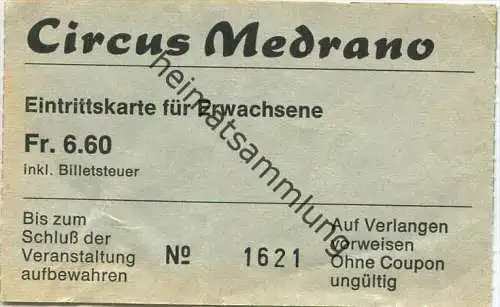 Circus Medrano
Eintrittskarte für Erwachsene
Fr. 6.60
inkl. Billetsteuer
Bis zum
Schluß der
Veranstaltung
aufbewahren
№ 1621
Auf Verlangen
vorweisen
Ohne Coupon
ungültig
heimatsammlung.de